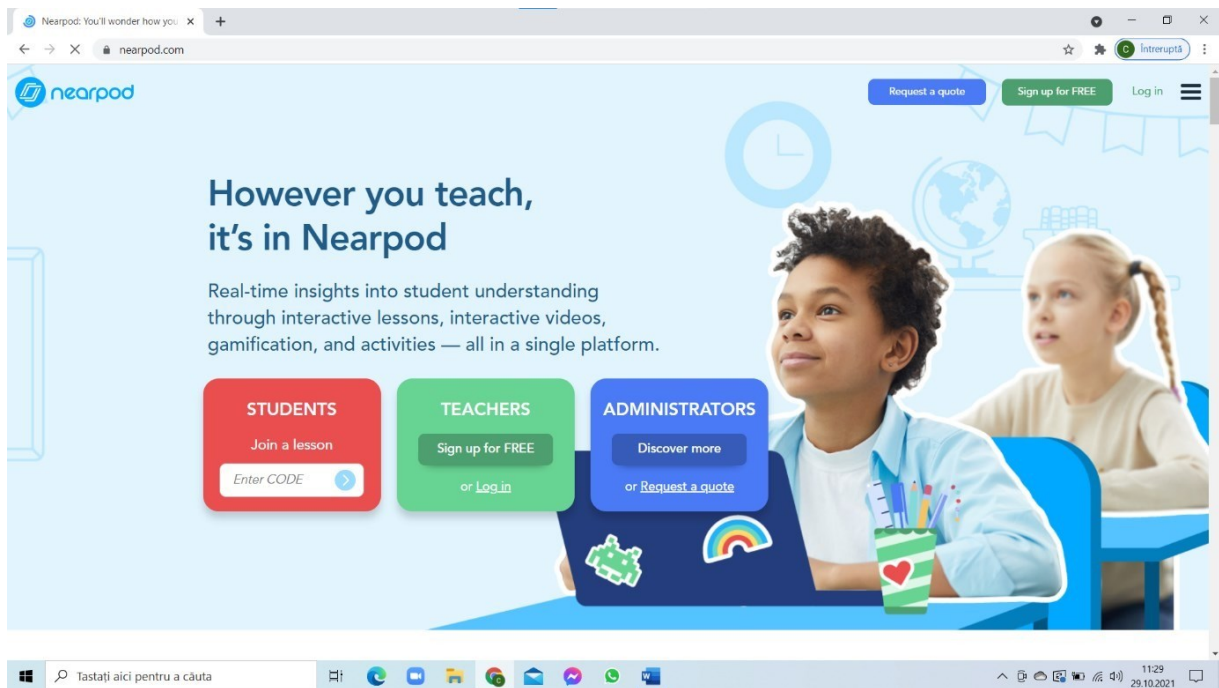 Nearpod: You'll wonder how you
nearpod.com
C Întreruptă
nearpod
Request a quote
Sign up for FREE
Log in
However you teach,
it's in Nearpod
Real-time insights into student understanding
through interactive lessons, interactive videos,
gamification, and activities — all in a single platform.
STUDENTS
Join a lesson
Enter CODE
TEACHERS
Sign up for FREE
or Log in
ADMINISTRATORS
Discover more
or Request a quote
Tastați aici pentru a căuta
11:29
29.10.2021